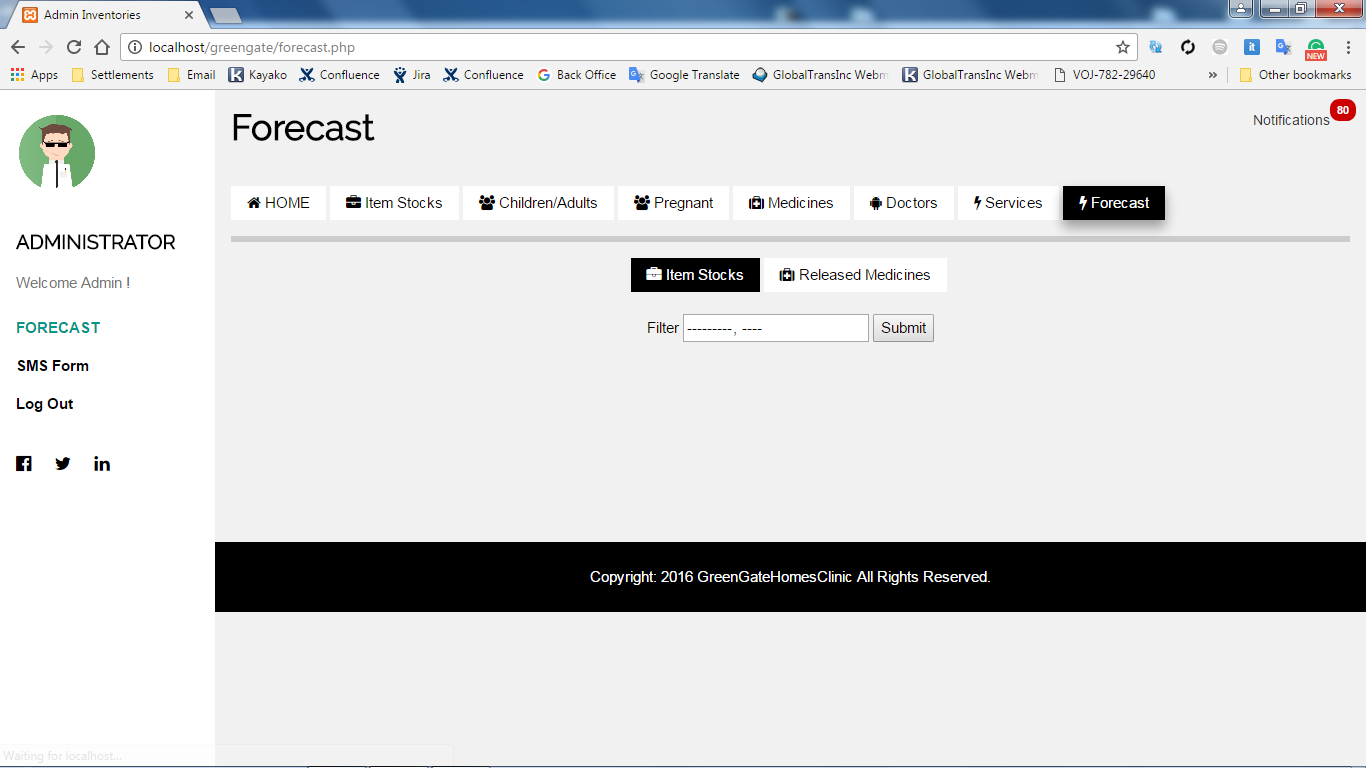 Admin Inventories
localhost/greengate/forecast.php
NEW
Apps Settlements Email Kayako Confluence Jira Confluence Back Office Google Translate GlobalTransInc Webm GlobalTransInc Webm VOJ-782-29640 » Other bookmarks
Forecast
Notifications 80
HOME Item Stocks Children/Adults Pregnant Medicines Doctors Services Forecast
ADMINISTRATOR
Welcome Admin !
FORECAST
SMS Form
Log Out
Item Stocks Released Medicines
Filter ---------, ---- Submit
Copyright: 2016 GreenGateHomesClinic All Rights Reserved.
Waiting for localhost...